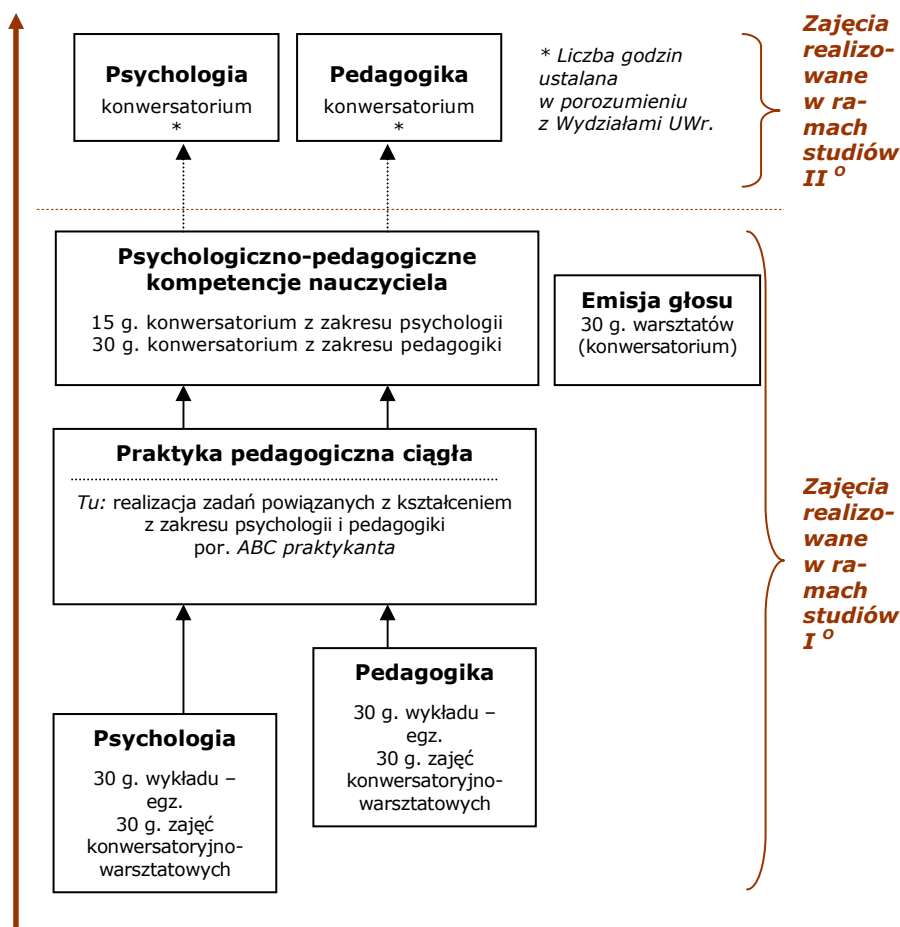 Psychologia
konwersatorium
*
Pedagogika
konwersatorium
*
* Liczba godzin
ustalana
w porozumieniu
z Wydziałami UWr.
Zajęcia
realizo-
wane
w ra-
mach
studiów
II O
Psychologiczno-pedagogiczne
kompetencje nauczyciela
15 g. konwersatorium z zakresu psychologii
30 g. konwersatorium z zakresu pedagogiki
Emisja głosu
30 g. warsztatów
(konwersatorium)
Praktyka pedagogiczna ciągła
Tu: realizacja zadań powiązanych z kształceniem
z zakresu psychologii i pedagogiki
por. ABC praktykanta
Zajęcia
realizo-
wane
w ra-
mach
studiów
I O
Pedagogika
30 g. wykładu –
egz.
30 g. zajęć
konwersatoryjno-
warsztatowych
Psychologia
30 g. wykładu –
egz.
30 g. zajęć
konwersatoryjno-
warsztatowych